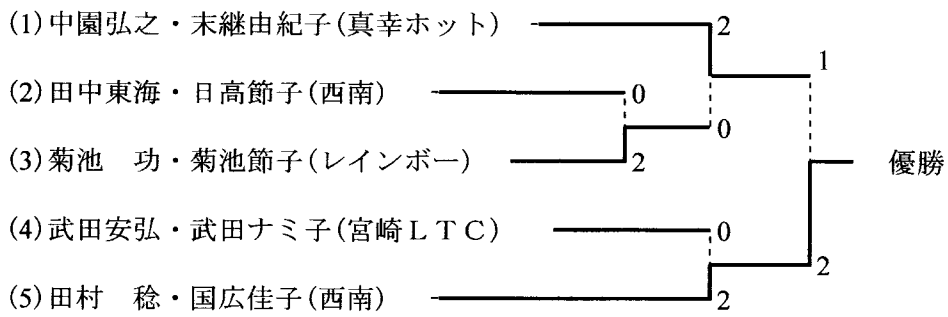 (1)中園弘之・末継由紀子(真幸ホット) 2
1
(2)田中東海・日高節子(西南) 0
0
(3)菊池 功・菊池節子(レインボー) 2
優勝
(4)武田安弘・武田ナミ子(宮崎LTC) 0
2
(5)田村 稔・国広佳子(西南) 2